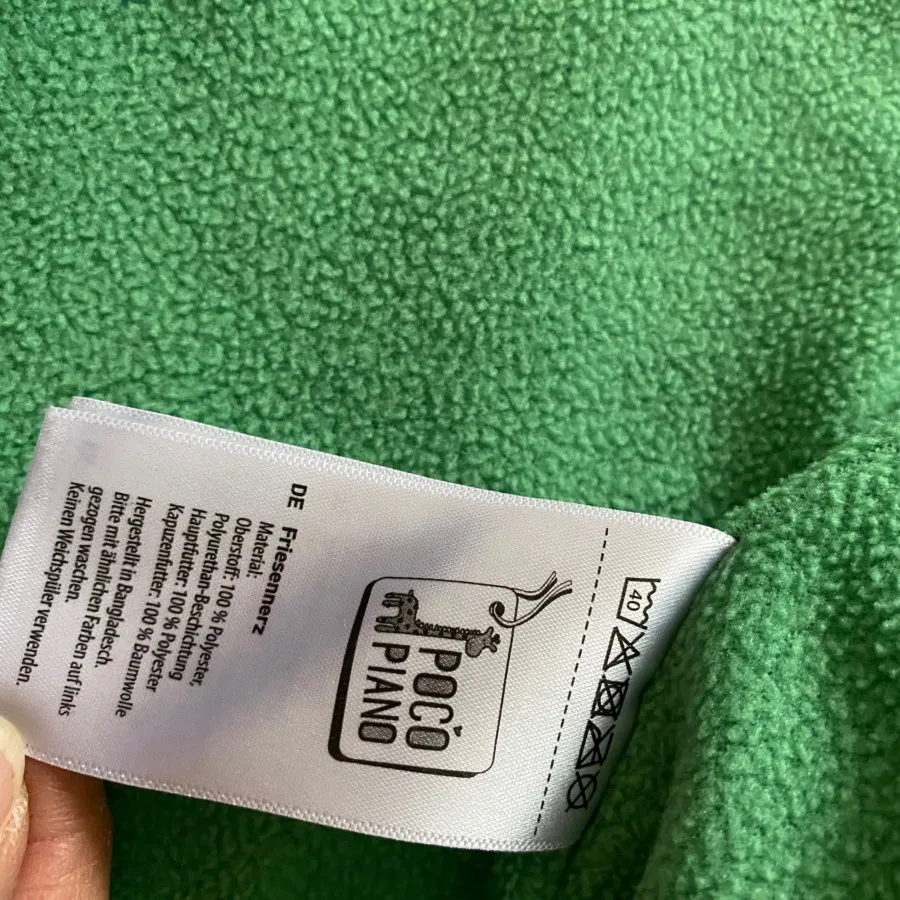 40
POCO
PIANO
DE Friesennerz
Material:
Oberstoff: 100 % Polyester,
Polyurethan-Beschichtung
Hauptfutter: 100 % Polyester
Kapuzenfutter: 100 % Baumwolle
Hergestellt in Bangladesch.
Bitte mit ähnlichen Farben auf links
gezogen waschen.
Keinen Weichspüler verwenden.